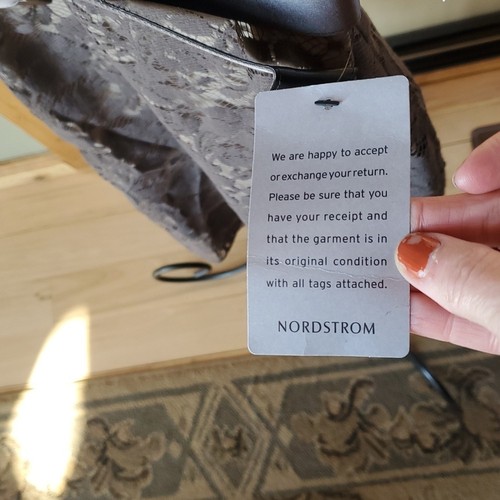 We are happy to accept
or exchange your return.
Please be sure that you
have your receipt and
that the garment is in
its original condition
with all tags attached.
NORDSTROM